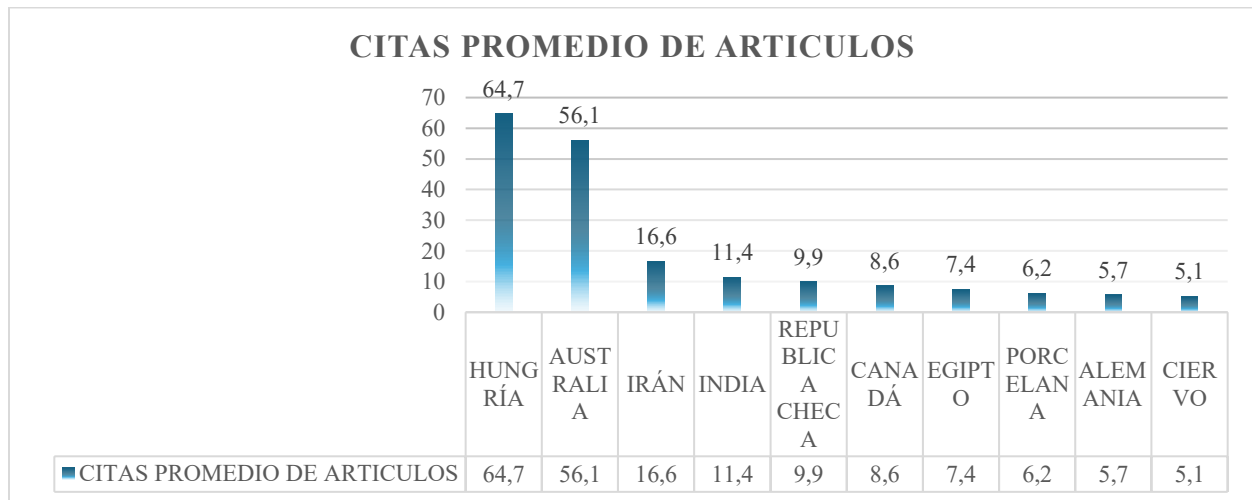 CITAS PROMEDIO DE ARTICULOS
64,7
56,1
16,6
11,4
9,9
8,6
7,4
6,2
5,7
5,1
70
60
50
40
30
20
10
0
HUNG
RÍA
AUST
RALI
A
IRÁN
INDIA
REPU
BLIC
A
CHEC
A
CANA
DÁ
EGIPT
O
PORC
ELAN
A
ALEM
ANIA
CIER
VO
CITAS PROMEDIO DE ARTICULOS 64,7 56,1 16,6 11,4 9,9 8,6 7,4 6,2 5,7 5,1